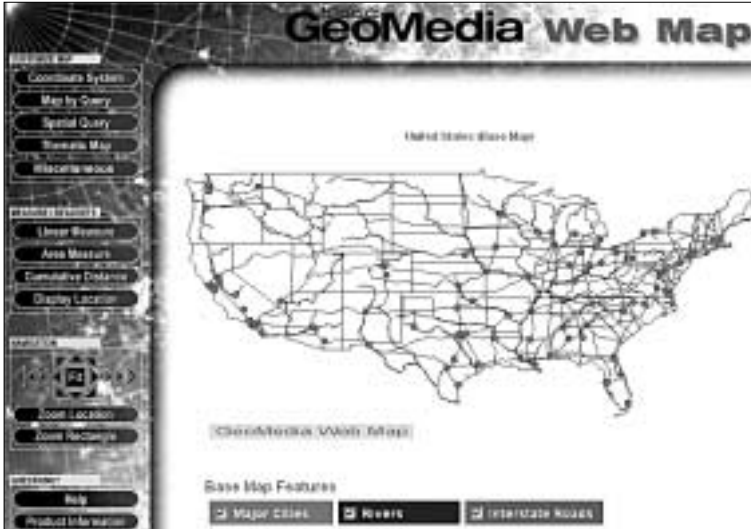 GeoMedia Web Map
Coordinate System
Map by Query
Spatial Query
Thematic Map
Miscellaneous
Linear Measure
Area Measure
Cumulative Distance
Display Location
NAVIGATION
Fit
Zoom Location
Zoom Rectangle
Help
Product Information
United States Base Map
GeoMedia Web Map
Base Map Features
Major Cities
Rivers
Interstate Roads